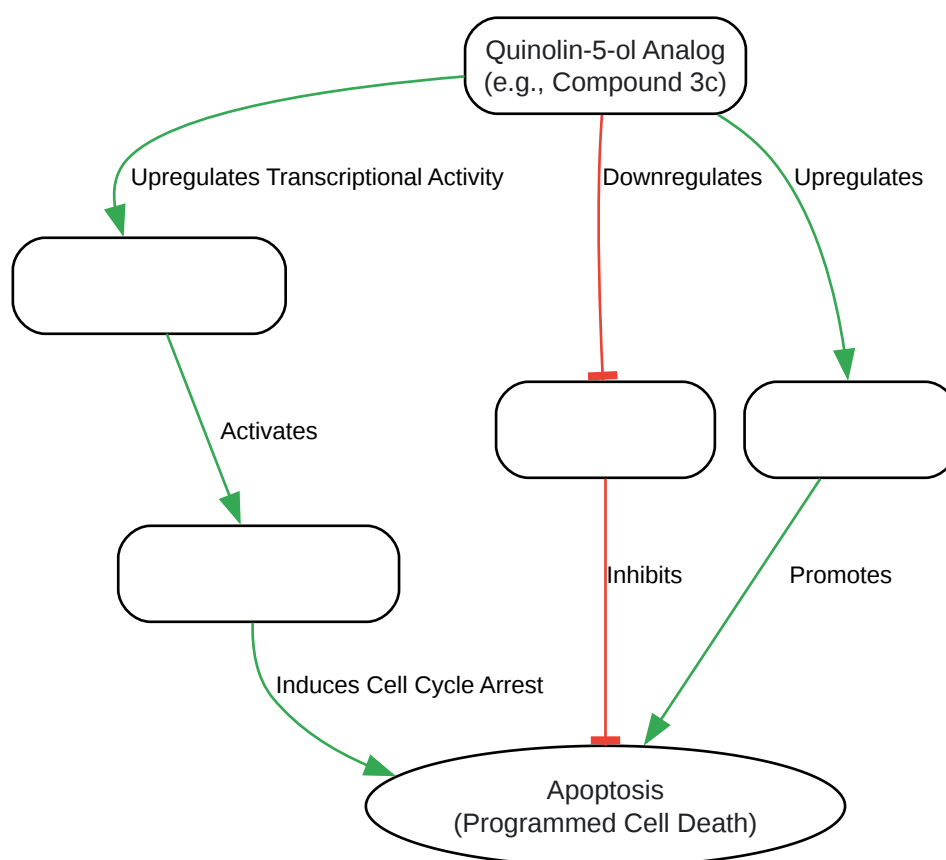 Quinolin-5-ol Analog
(e.g., Compound 3c)
Upregulates Transcriptional Activity
Downregulates
Upregulates
Activates
Inhibits
Promotes
Induces Cell Cycle Arrest
Apoptosis
(Programmed Cell Death)